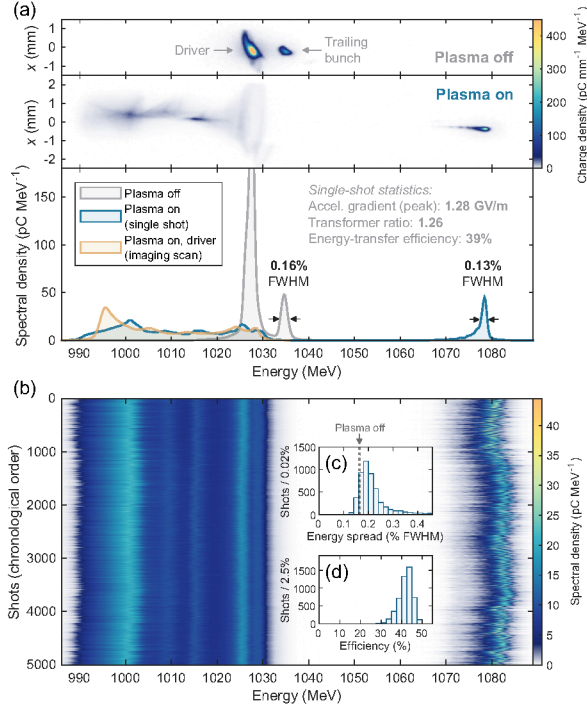 (a)
x (mm)
1
0
-1
Driver
Trailing
bunch
Plasma off
x (mm)
2
1
0
-1
-2
Plasma on
400
300
200
100
0
Charge density (pC mm⁻¹ MeV⁻¹)
Spectral density (pC MeV⁻¹)
150
100
50
0
Plasma off
Plasma on
(single shot)
Plasma on, driver
(imaging scan)
Single-shot statistics:
Accel. gradient (peak): 1.28 GV/m
Transformer ratio: 1.26
Energy-transfer efficiency: 39%
0.16%
FWHM
0.13%
FWHM
990 1000 1010 1020 1030 1040 1050 1060 1070 1080
Energy (MeV)
(b)
Shots (chronological order)
0
1000
2000
3000
4000
5000
990 1000 1010 1020 1030 1040 1050 1060 1070 1080
Energy (MeV)
Plasma off
(c)
Shots / 0.02%
1500
1000
500
0
0 0.1 0.2 0.3 0.4
Energy spread (% FWHM)
(d)
Shots / 2.5%
1500
1000
500
0
0 10 20 30 40 50
Efficiency (%)
40
35
30
25
20
15
10
5
0
Spectral density (pC MeV⁻¹)